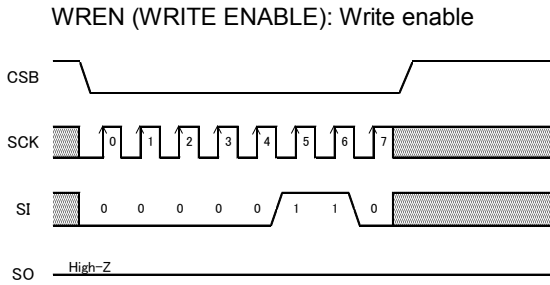 WREN (WRITE ENABLE): Write enable
CSB
SCK 0 1 2 3 4 5 6 7
SI 0 0 0 0 0 1 1 0
SO High-Z